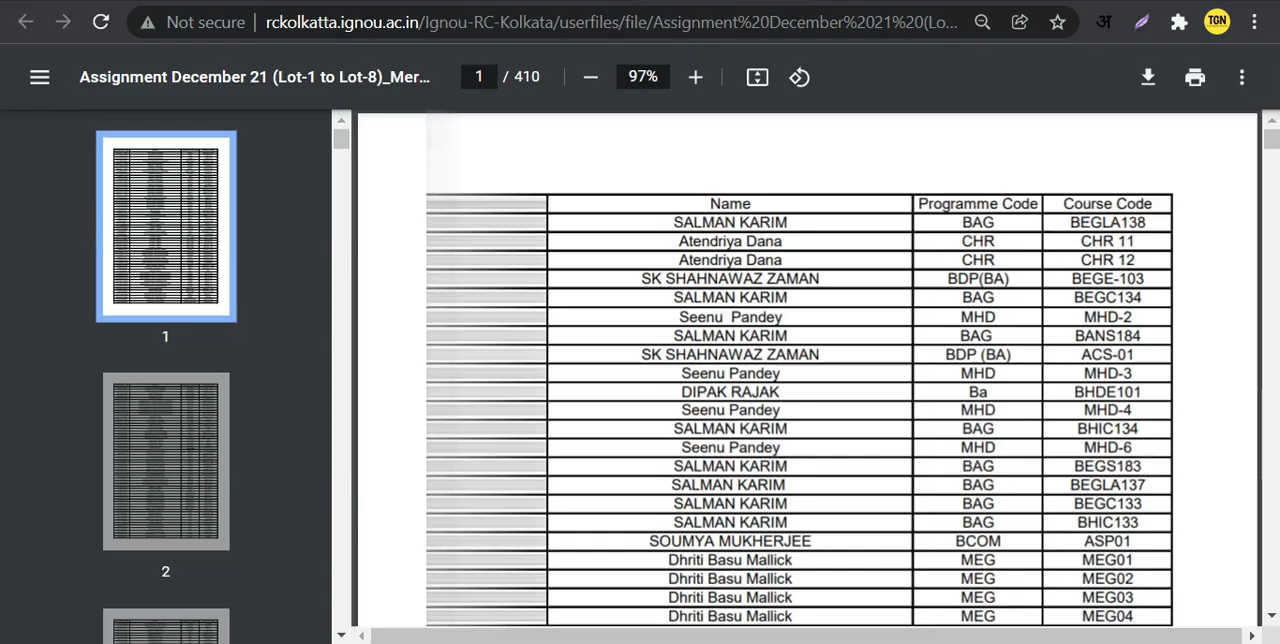 Not secure rckolkatta.ignou.ac.in/Ignou-RC-Kolkata/userfiles/file/Assignment%20December%202021%20(Lo... अ TGN
Assignment December 21 (Lot-1 to Lot-8)_Mer... 1 / 410 97%
1
2
Name Programme Code Course Code
SALMAN KARIM BAG BEGLA138
Atendriya Dana CHR CHR 11
Atendriya Dana CHR CHR 12
SK SHAHNAWAZ ZAMAN BDP(BA) BEGE-103
SALMAN KARIM BAG BEGC134
Seenu Pandey MHD MHD-2
SALMAN KARIM BAG BANS184
SK SHAHNAWAZ ZAMAN BDP (BA) ACS-01
Seenu Pandey MHD MHD-3
DIPAK RAJAK Ba BHDE101
Seenu Pandey MHD MHD-4
SALMAN KARIM BAG BHIC134
Seenu Pandey MHD MHD-6
SALMAN KARIM BAG BEGS183
SALMAN KARIM BAG BEGLA137
SALMAN KARIM BAG BEGC133
SALMAN KARIM BAG BHIC133
SOUMYA MUKHERJEE BCOM ASP01
Dhriti Basu Mallick MEG MEG01
Dhriti Basu Mallick MEG MEG02
Dhriti Basu Mallick MEG MEG03
Dhriti Basu Mallick MEG MEG04